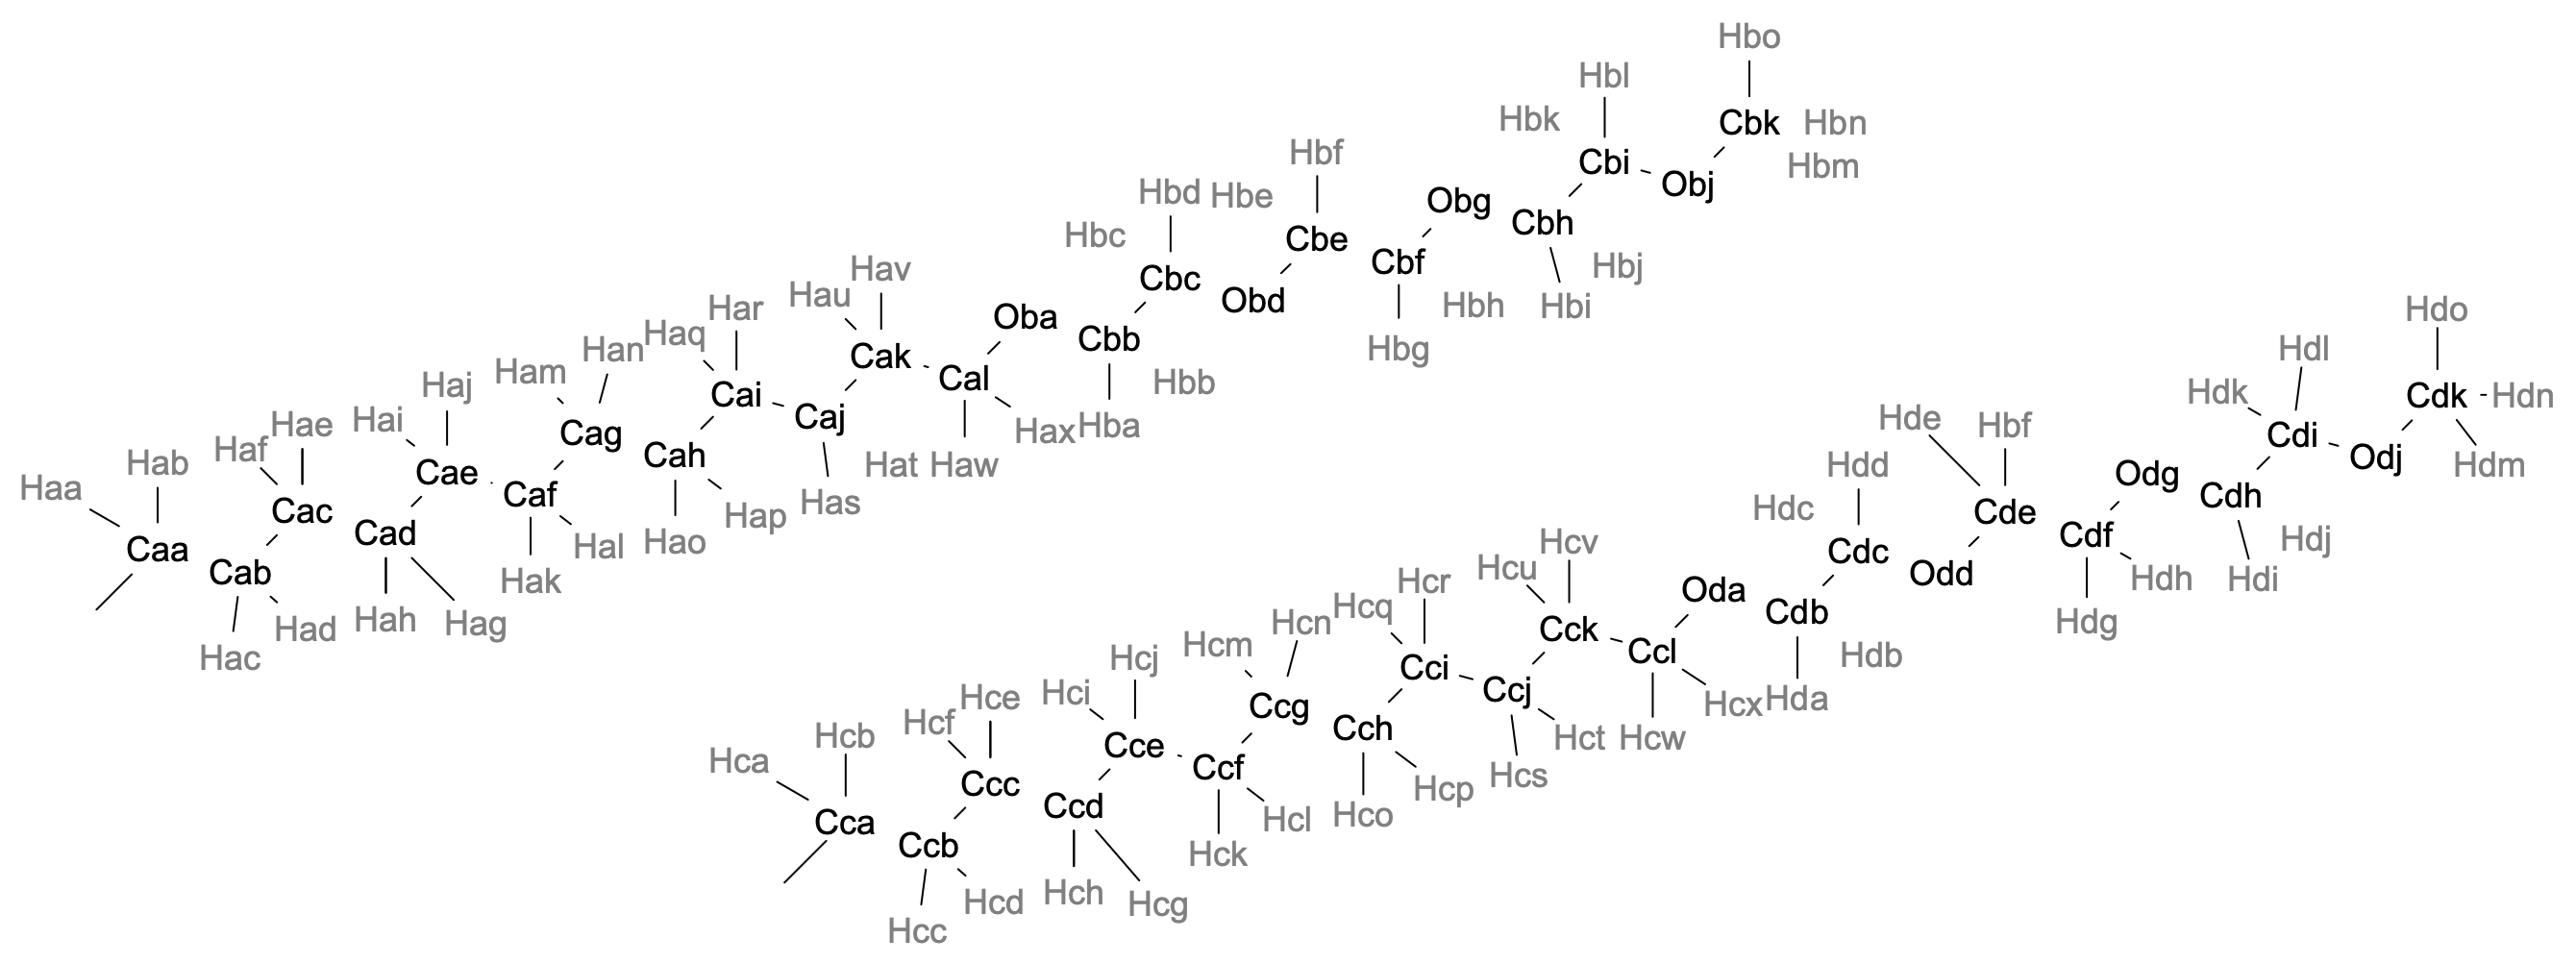 Hbo
Hbl
Hbk Cbk Hbn
Hbf Cbi Hbm
Hbd Hbe Obj
Obg
Hbc Cbe Cbh
Hav Cbc Cbf Hbj
Har Hau Oba Obd Hbh Hbi
Haq Cak Cbb Hbg
Ham Han Cai Cal Hbb
Haj Cag Caj Hax Hba
Hai Cae Cah Hat Haw
Hae Caf Hap Has
Hab Haf Cac Hal Hao
Haa Cad Hak
Caa Cab Hah Hag
Had
Hac
Hdo
Hdl
Hdk Cdk Hdn
Hde Hbf Cdi Odj Hdm
Hdd Odg Cdh
Hdc Cde Cdf Hdj
Hcv Cdc Odd Hdh Hdi
Hcr Hcu Oda Cdb Hdg
Hcq Cck Ccl Hdb
Hcm Hcn Cci Ccj Hcx Hda
Hcj Ccg Cch Hct Hcw
Hce Hci Cce Ccf Hcp Hcs
Hcb Hcf Ccc Hcl Hco
Hca Ccd Hck
Cca Ccb Hch Hcg
Hcd
Hcc